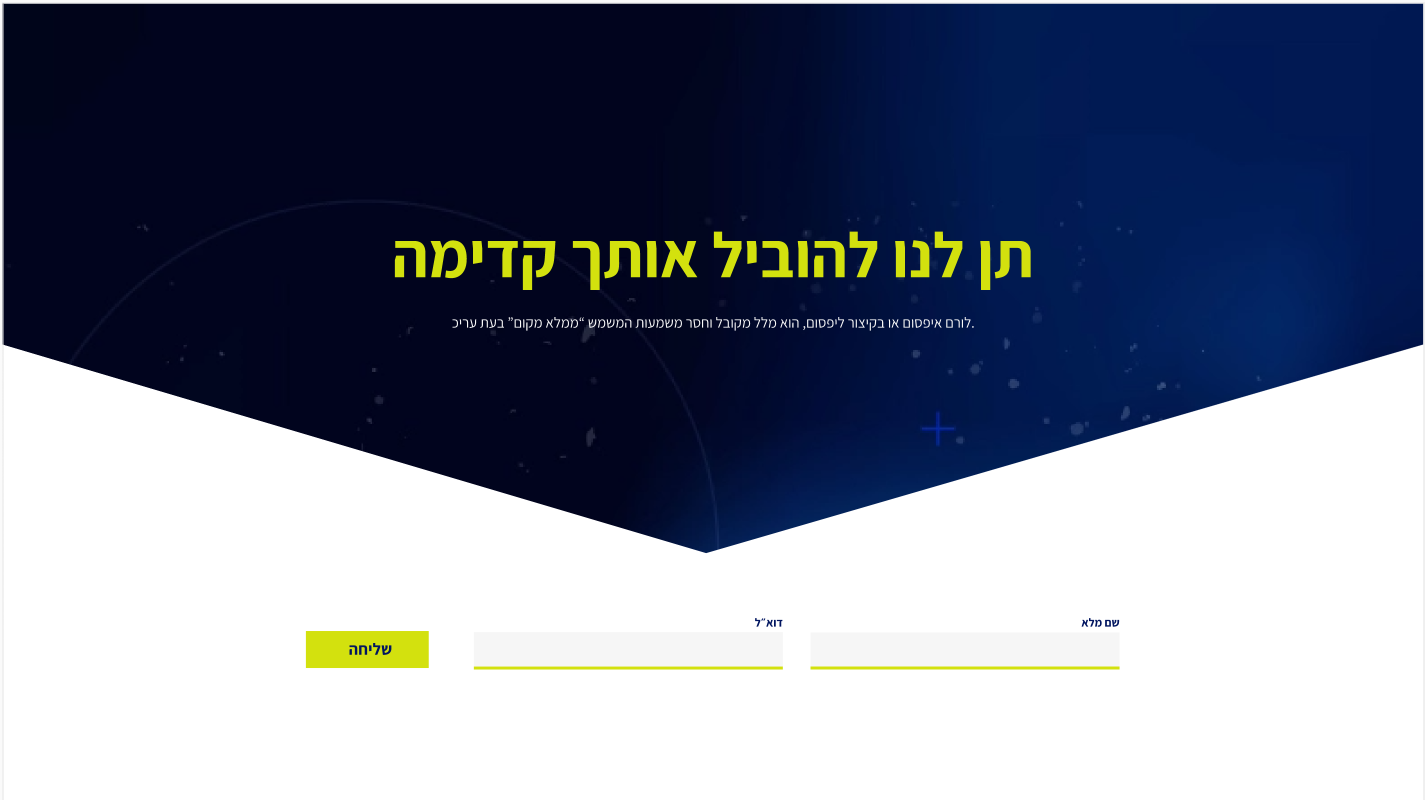 תן לנו להוביל אותך קדימה
לורם איפסום או בקיצור ליפסום, הוא מלל מקובל וחסר משמעות המשמש “ממלא מקום” בעת עריכ.
שם מלא
דוא״ל
שליחה